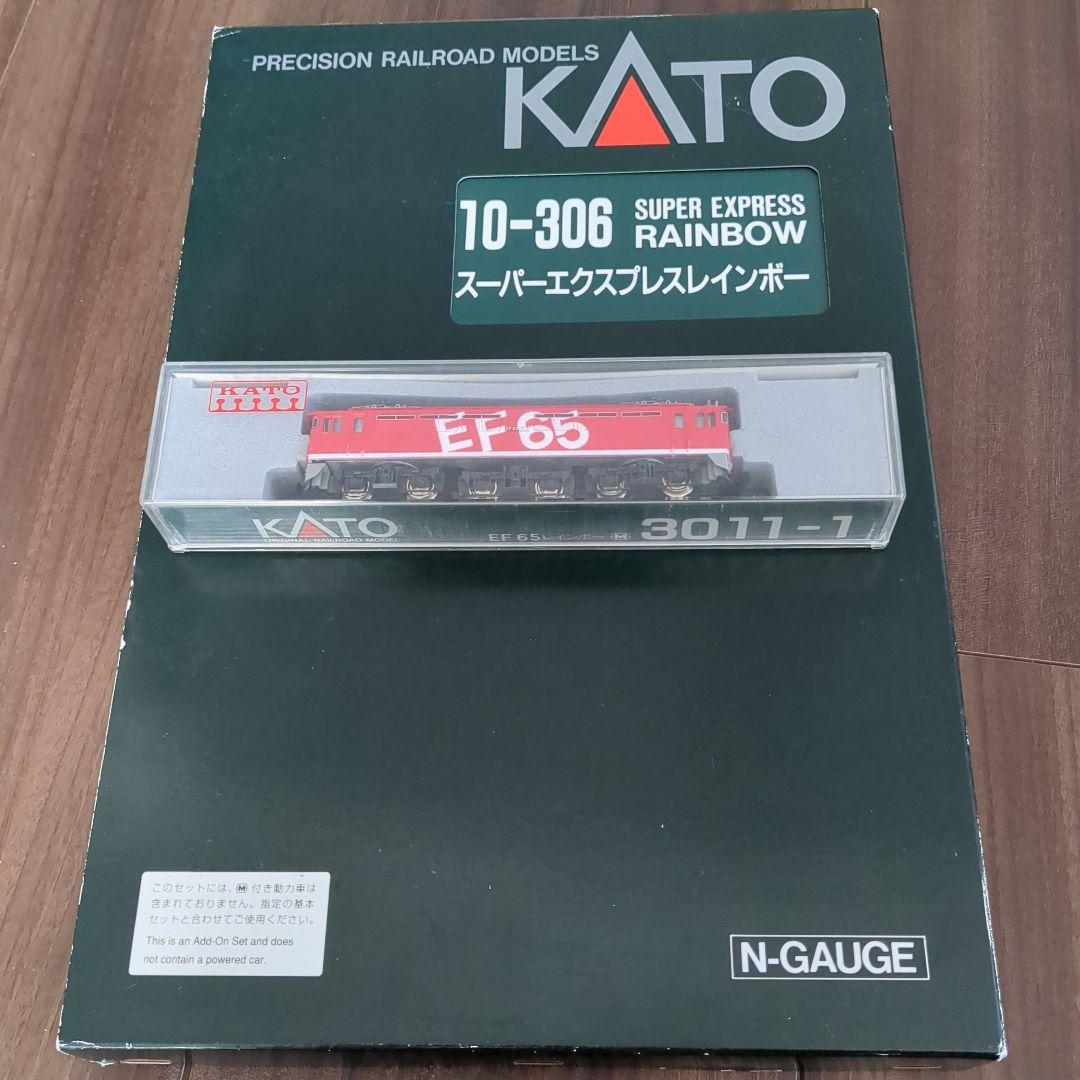 PRECISION RAILROAD MODELS
KATO
10-306 SUPER EXPRESS
RAINBOW
スーパーエクスプレスレインボー
KATO
EF65
KATO
ORIGINAL RAILROAD MODEL
EF65レインボー Ⓜ 3011-1
このセットには、Ⓜ付き動力車は
含まれておりません。指定の基本
セットと合わせてご使用ください。
This is an Add-On Set and does
not contain a powered car.
N-GAUGE